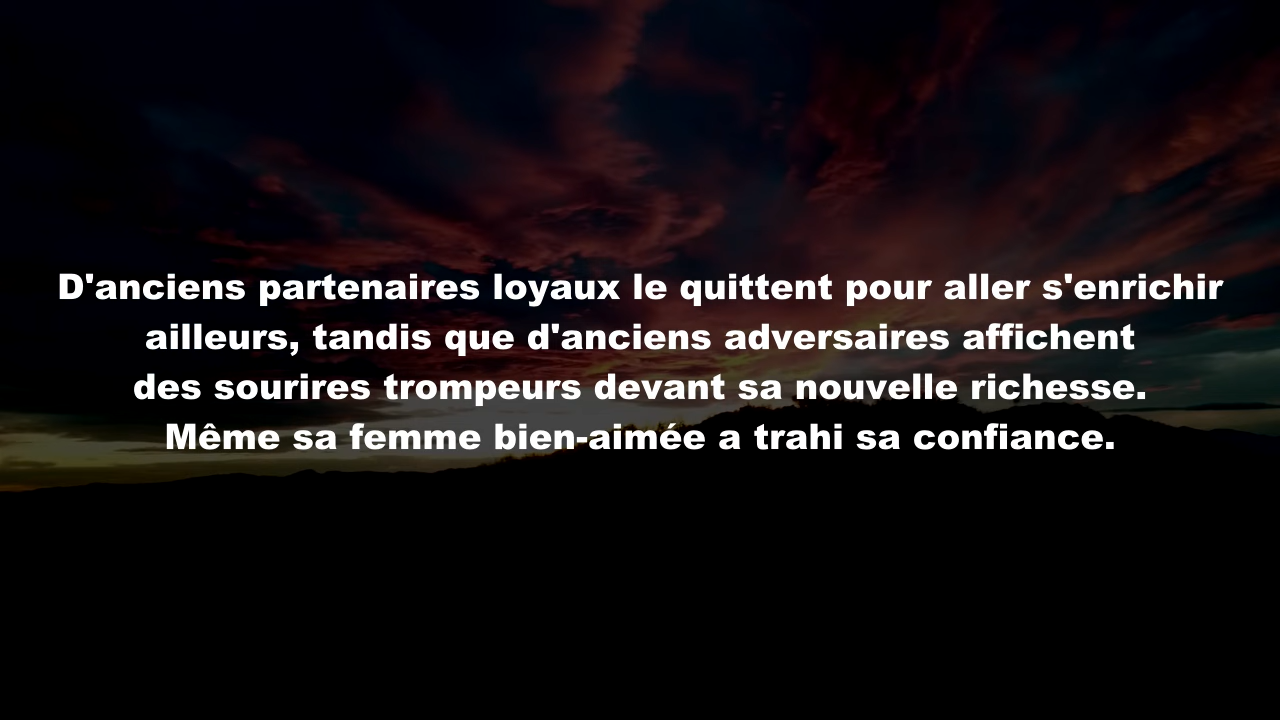 D'anciens partenaires loyaux le quittent pour aller s'enrichir
ailleurs, tandis que d'anciens adversaires affichent
des sourires trompeurs devant sa nouvelle richesse.
Même sa femme bien-aimée a trahi sa confiance.